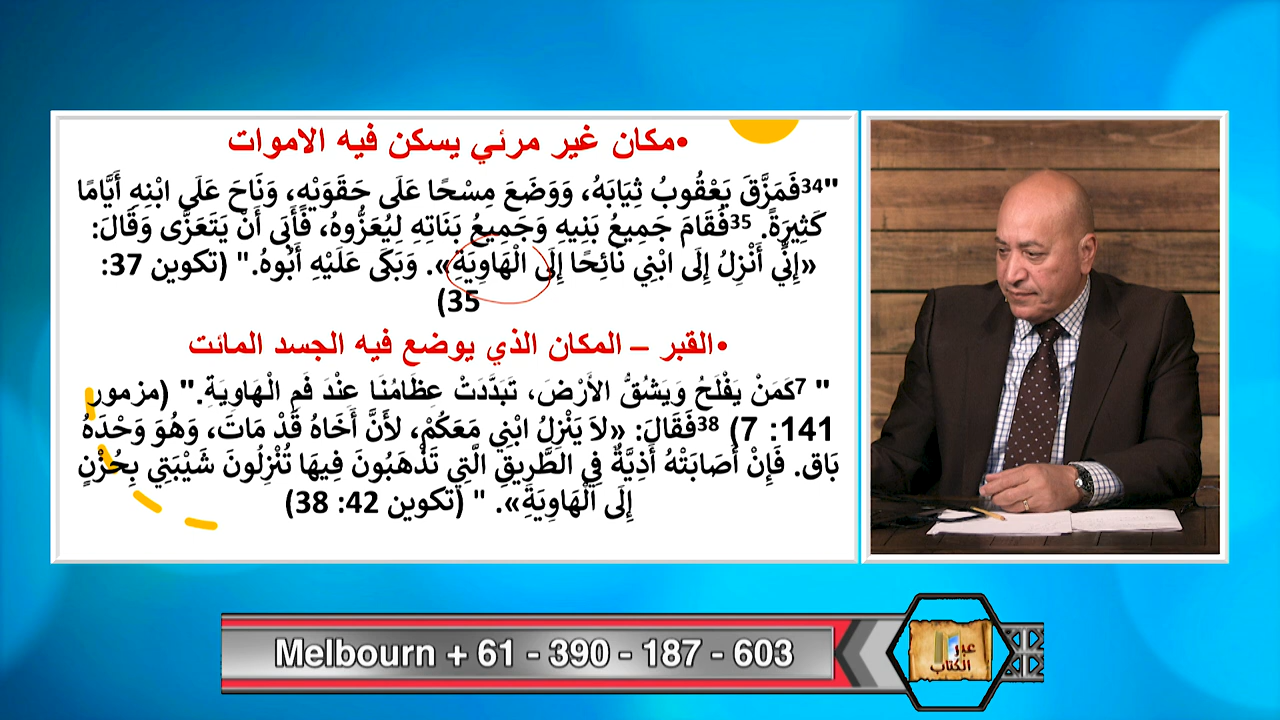 •مكان غير مرئي يسكن فيه الاموات
"34فَمَزَّقَ يَعْقُوبُ ثِيَابَهُ، وَوَضَعَ مِسْحًا عَلَى حَقَوَيْهِ، وَنَاحَ عَلَى ابْنِهِ أَيَّامًا
كَثِيرَةً. 35فَقَامَ جَمِيعُ بَنِيهِ وَجَمِيعُ بَنَاتِهِ لِيُعَزُّوهُ، فَأَبَى أَنْ يَتَعَزَّى وَقَالَ:
«إِنِّي أَنْزِلُ إِلَى ابْنِي نَائِحًا إِلَى الْهَاوِيَةِ». وَبَكَى عَلَيْهِ أَبُوهُ." (تكوين 37:
35)
•القبر – المكان الذي يوضع فيه الجسد المائت
" 7كَمَنْ يَفْلَحُ وَيَشُقُّ الأَرْضَ، تَبَدَّدَتْ عِظَامُنَا عِنْدَ فَمِ الْهَاوِيَةِ." (مزمور
141: 7) 38فَقَالَ: «لاَ يَنْزِلُ ابْنِي مَعَكُمْ، لأَنَّ أَخَاهُ قَدْ مَاتَ، وَهُوَ وَحْدَهُ
بَاق. فَإِنْ أَصَابَتْهُ أَذِيَّةٌ فِي الطَّرِيقِ الَّتِي تَذْهَبُونَ فِيهَا تُنْزِلُونَ شَيْبَتِي بِحُزْنٍ
إِلَى الْهَاوِيَةِ». " (تكوين 42: 38)
Melbourn + 61 - 390 - 187 - 603
عبر
الكتاب